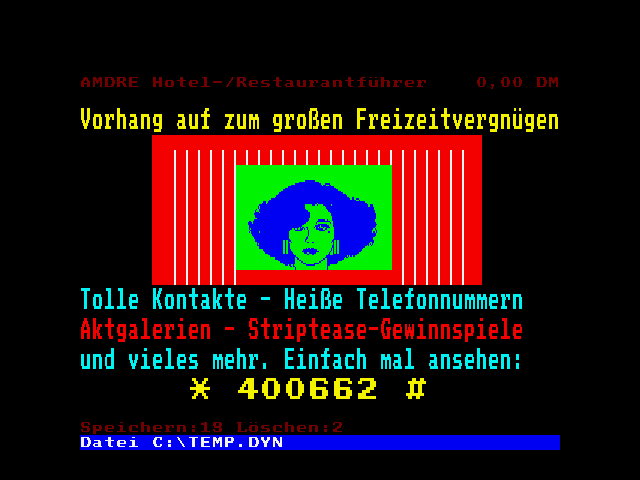 AMDRE Hotel-/Restaurantführer 0,00 DM
Vorhang auf zum großen Freizeitvergnügen
Tolle Kontakte - Heiße Telefonnummern
Aktgalerien - Striptease-Gewinnspiele
und vieles mehr. Einfach mal ansehen:
* 400662 #
Speichern:19 Löschen:2
Datei C:\TEMP.DYN